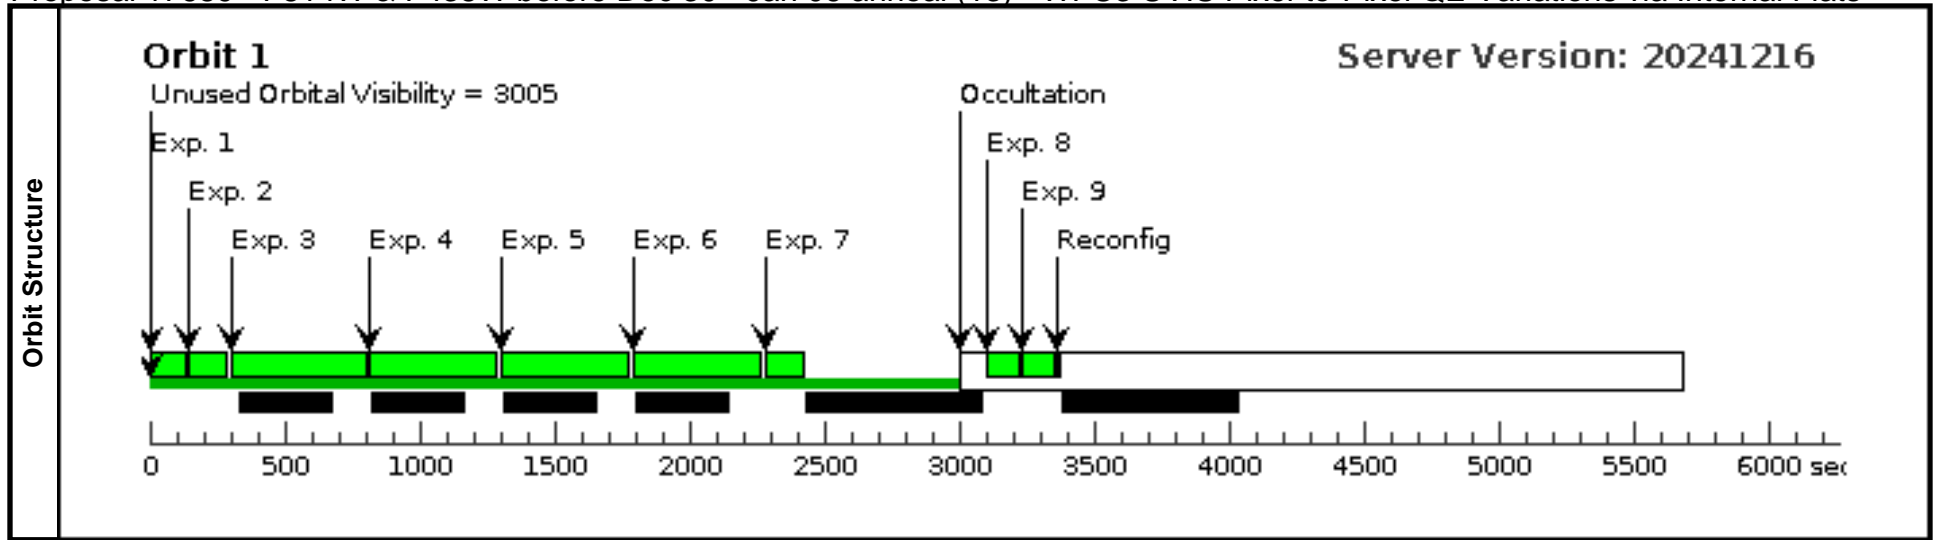 Orbit 1
Server Version: 20241216
Unused Orbital Visibility = 3005
Occultation
Exp. 1
Exp. 8
Exp. 2
Exp. 9
Exp. 3
Exp. 4
Exp. 5
Exp. 6
Exp. 7
Reconfig
Orbit Structure
0
500
1000
1500
2000
2500
3000
3500
4000
4500
5000
5500
6000 sec